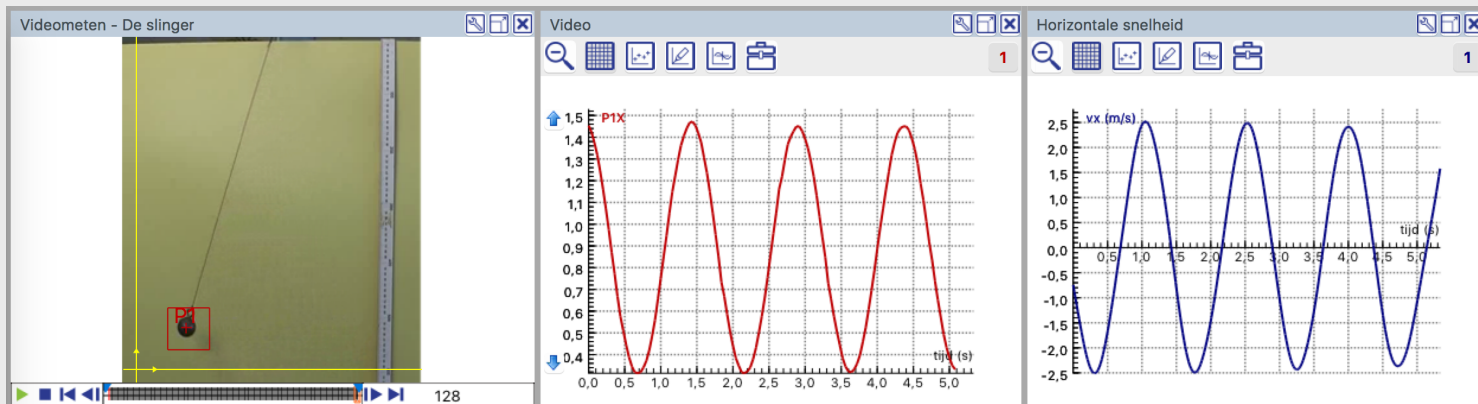 Videometen - De slinger
P1
128
Video
1
P1X
1,5
1,4
1,3
1,2
1,1
1,0
0,9
0,8
0,7
0,6
0,5
0,4
tijd (s)
0,0 0,5 1,0 1,5 2,0 2,5 3,0 3,5 4,0 4,5 5,0
Horizontale snelheid
1
vx (m/s)
2,5
2,0
1,5
1,0
0,5
0,0
-0,5
-1,0
-1,5
-2,0
-2,5
tijd (s)
0,5 1,0 1,5 2,0 2,5 3,0 3,5 4,0 4,5 5,0